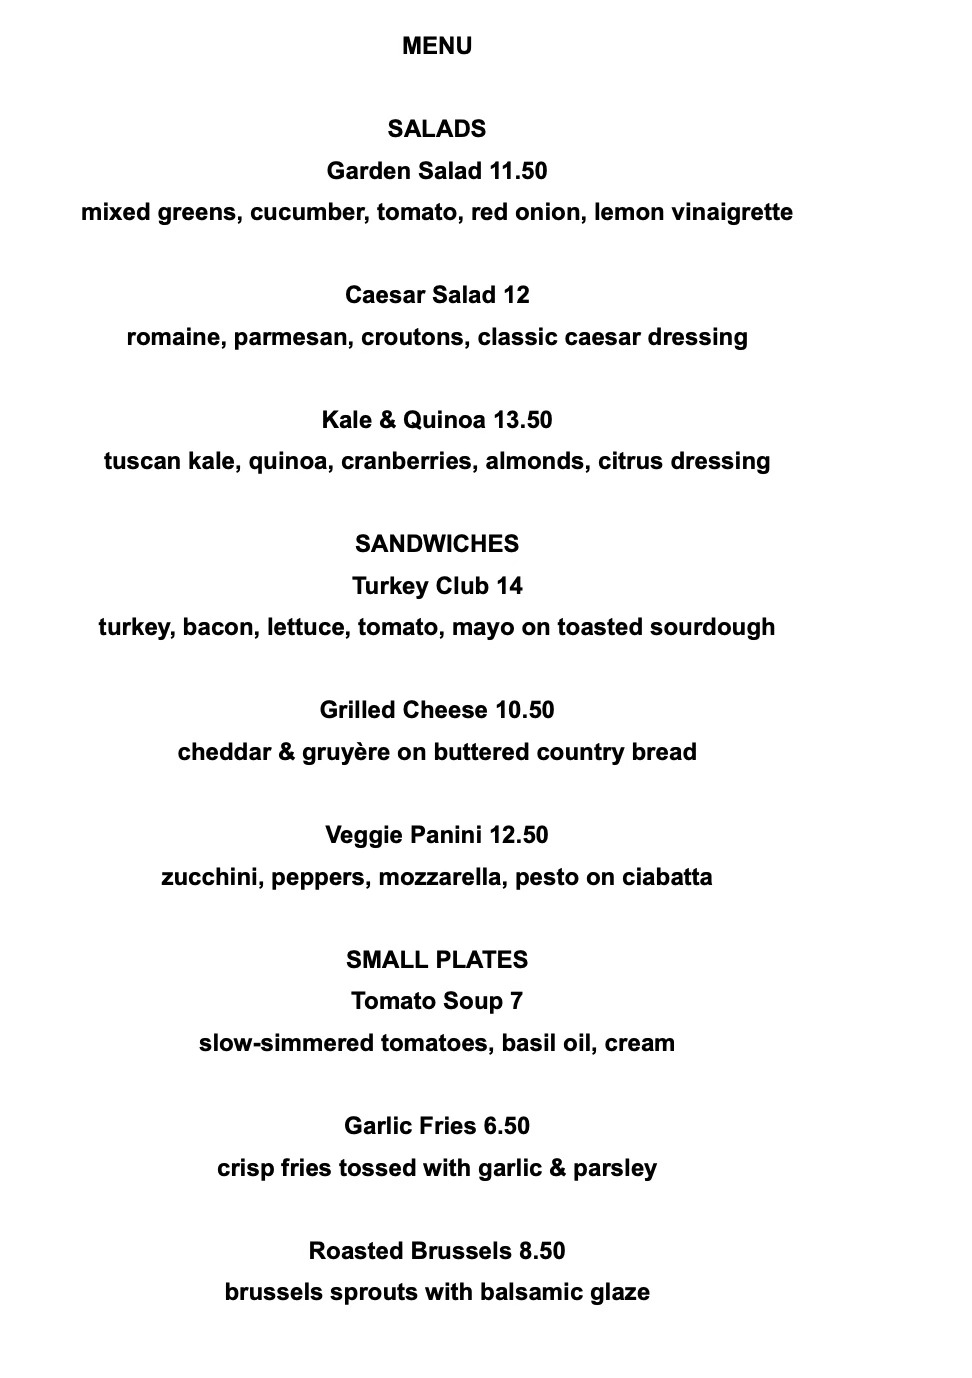 MENU
SALADS
Garden Salad 11.50
mixed greens, cucumber, tomato, red onion, lemon vinaigrette
Caesar Salad 12
romaine, parmesan, croutons, classic caesar dressing
Kale & Quinoa 13.50
tuscan kale, quinoa, cranberries, almonds, citrus dressing
SANDWICHES
Turkey Club 14
turkey, bacon, lettuce, tomato, mayo on toasted sourdough
Grilled Cheese 10.50
cheddar & gruyère on buttered country bread
Veggie Panini 12.50
zucchini, peppers, mozzarella, pesto on ciabatta
SMALL PLATES
Tomato Soup 7
slow-simmered tomatoes, basil oil, cream
Garlic Fries 6.50
crisp fries tossed with garlic & parsley
Roasted Brussels 8.50
brussels sprouts with balsamic glaze